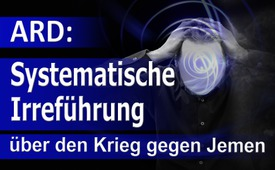 ARD:
Systematische
Irreführung
über den Krieg gegen Jemen